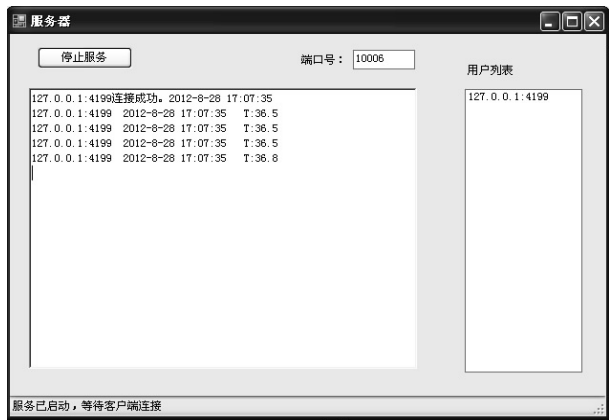 服务器
停止服务
端口号： 10006
用户列表
127.0.0.1:4199连接成功。2012-8-28 17:07:35
127.0.0.1:4199 2012-8-28 17:07:35 T:36.5
127.0.0.1:4199 2012-8-28 17:07:35 T:36.5
127.0.0.1:4199 2012-8-28 17:07:35 T:36.5
127.0.0.1:4199 2012-8-28 17:07:35 T:36.8
127.0.0.1:4199
服务已启动，等待客户端连接